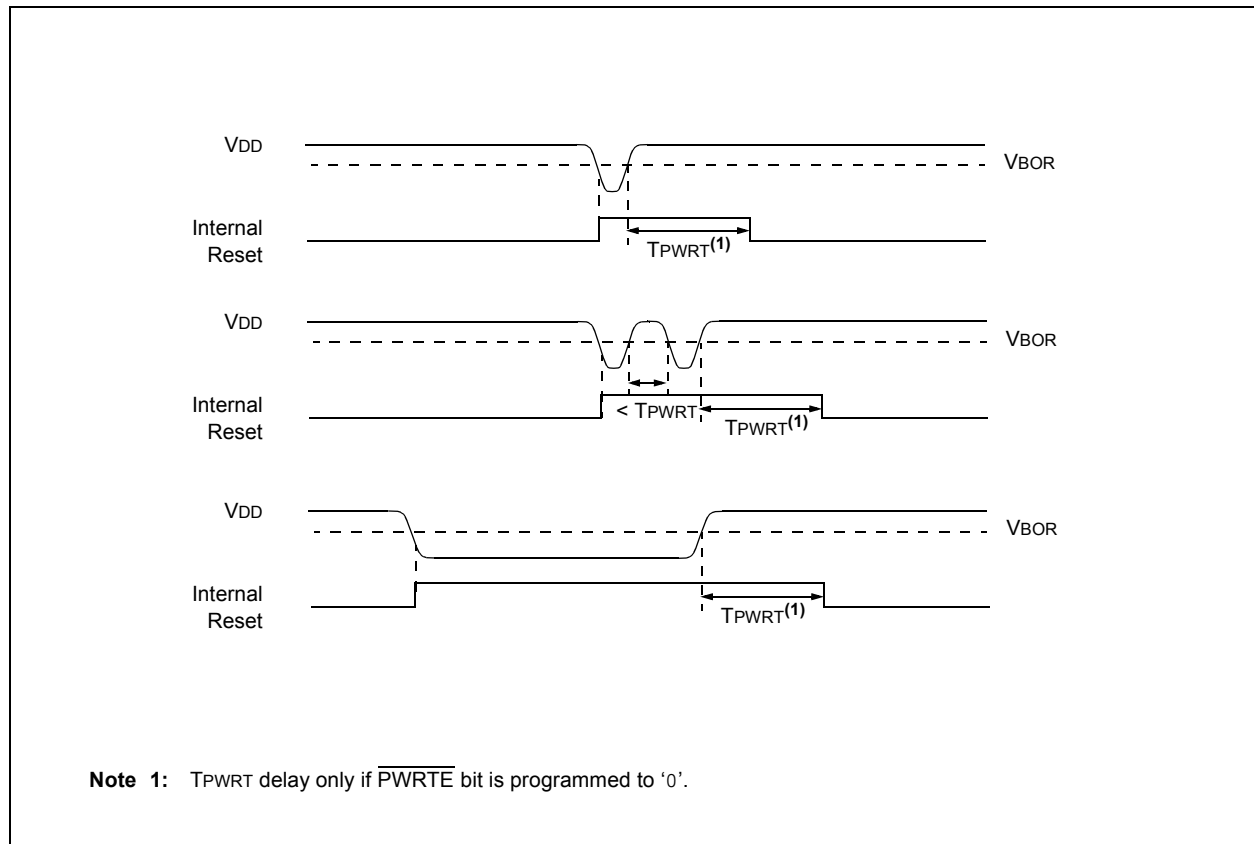 VDD
VBOR
Internal
Reset
TPWRT(1)
VDD
VBOR
Internal
Reset
< TPWRT
TPWRT(1)
VDD
VBOR
Internal
Reset
TPWRT(1)
Note 1: TPWRT delay only if PWRTE bit is programmed to ‘0’.